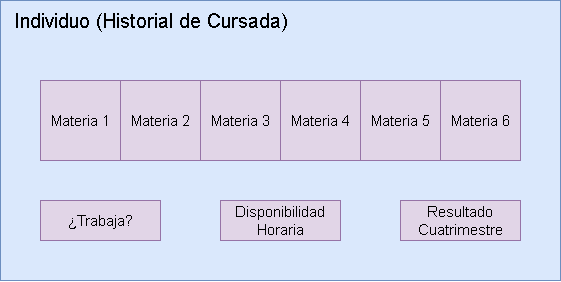 Individuo (Historial de Cursada)
Materia 1 Materia 2 Materia 3 Materia 4 Materia 5 Materia 6
¿Trabaja?
Disponibilidad
Horaria
Resultado
Cuatrimestre